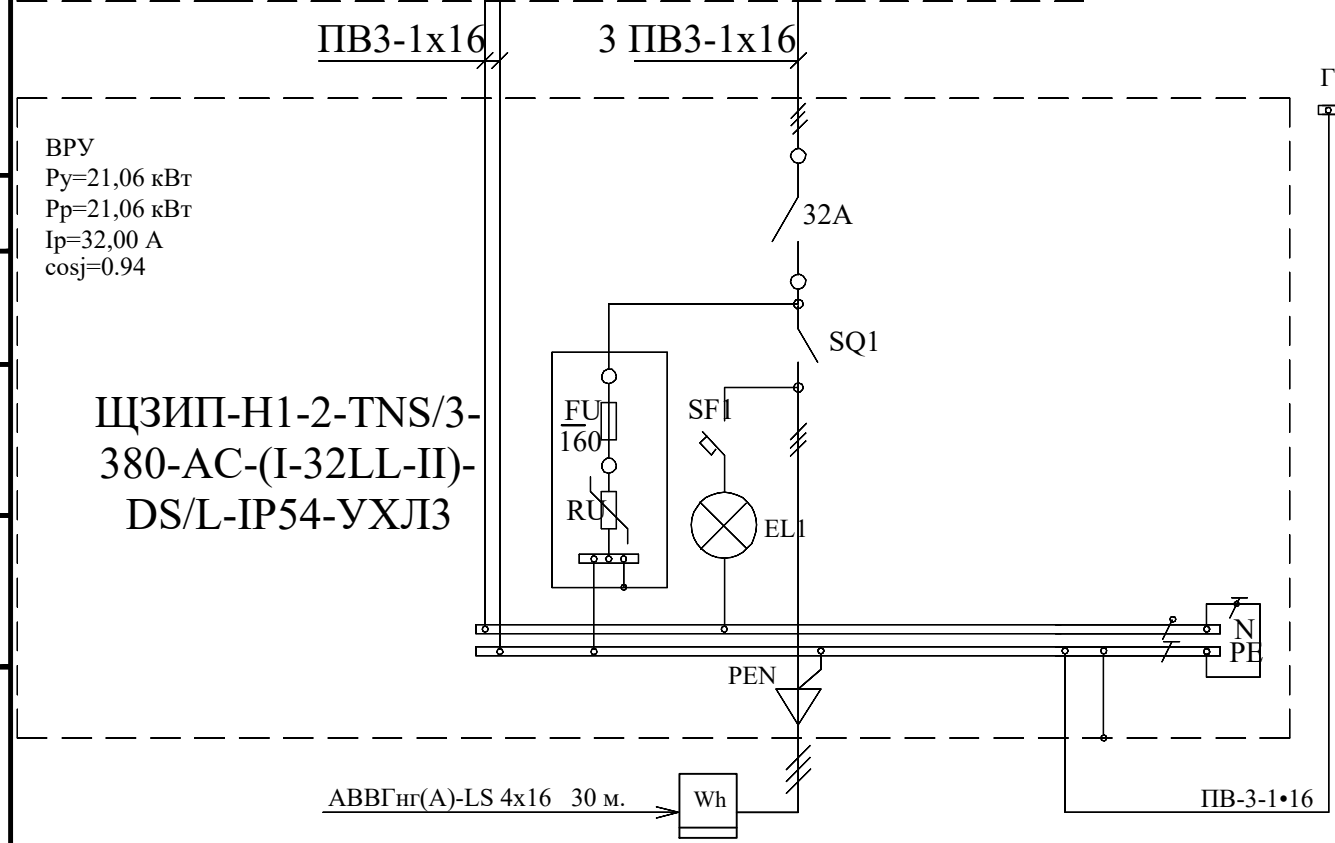 ПВ3-1х16
3 ПВ3-1х16
Г
ВРУ
Ру=21,06 кВт
Рр=21,06 кВт
Iр=32,00 А
cosj=0.94
32А
SQ1
ЩЗИП-Н1-2-TNS/3-
380-АС-(I-32LL-II)-
DS/L-IP54-УХЛ3
FU
160
SF1
RU
EL1
N
PE
PEN
АВВГнг(А)-LS 4х16 30 м.
Wh
ПВ-3-1•16